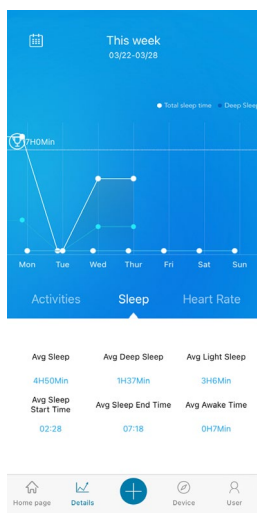 This week
03/22-03/28
Total sleep time Deep Sleep
7H0Min
Mon Tue Wed Thur Fri Sat Sun
Activities Sleep Heart Rate
Avg Sleep Avg Deep Sleep Avg Light Sleep
4H50Min 1H37Min 3H6Min
Avg Sleep
Start Time Avg Sleep End Time Avg Awake Time
02:28 07:18 0H7Min
Home page Details Device User